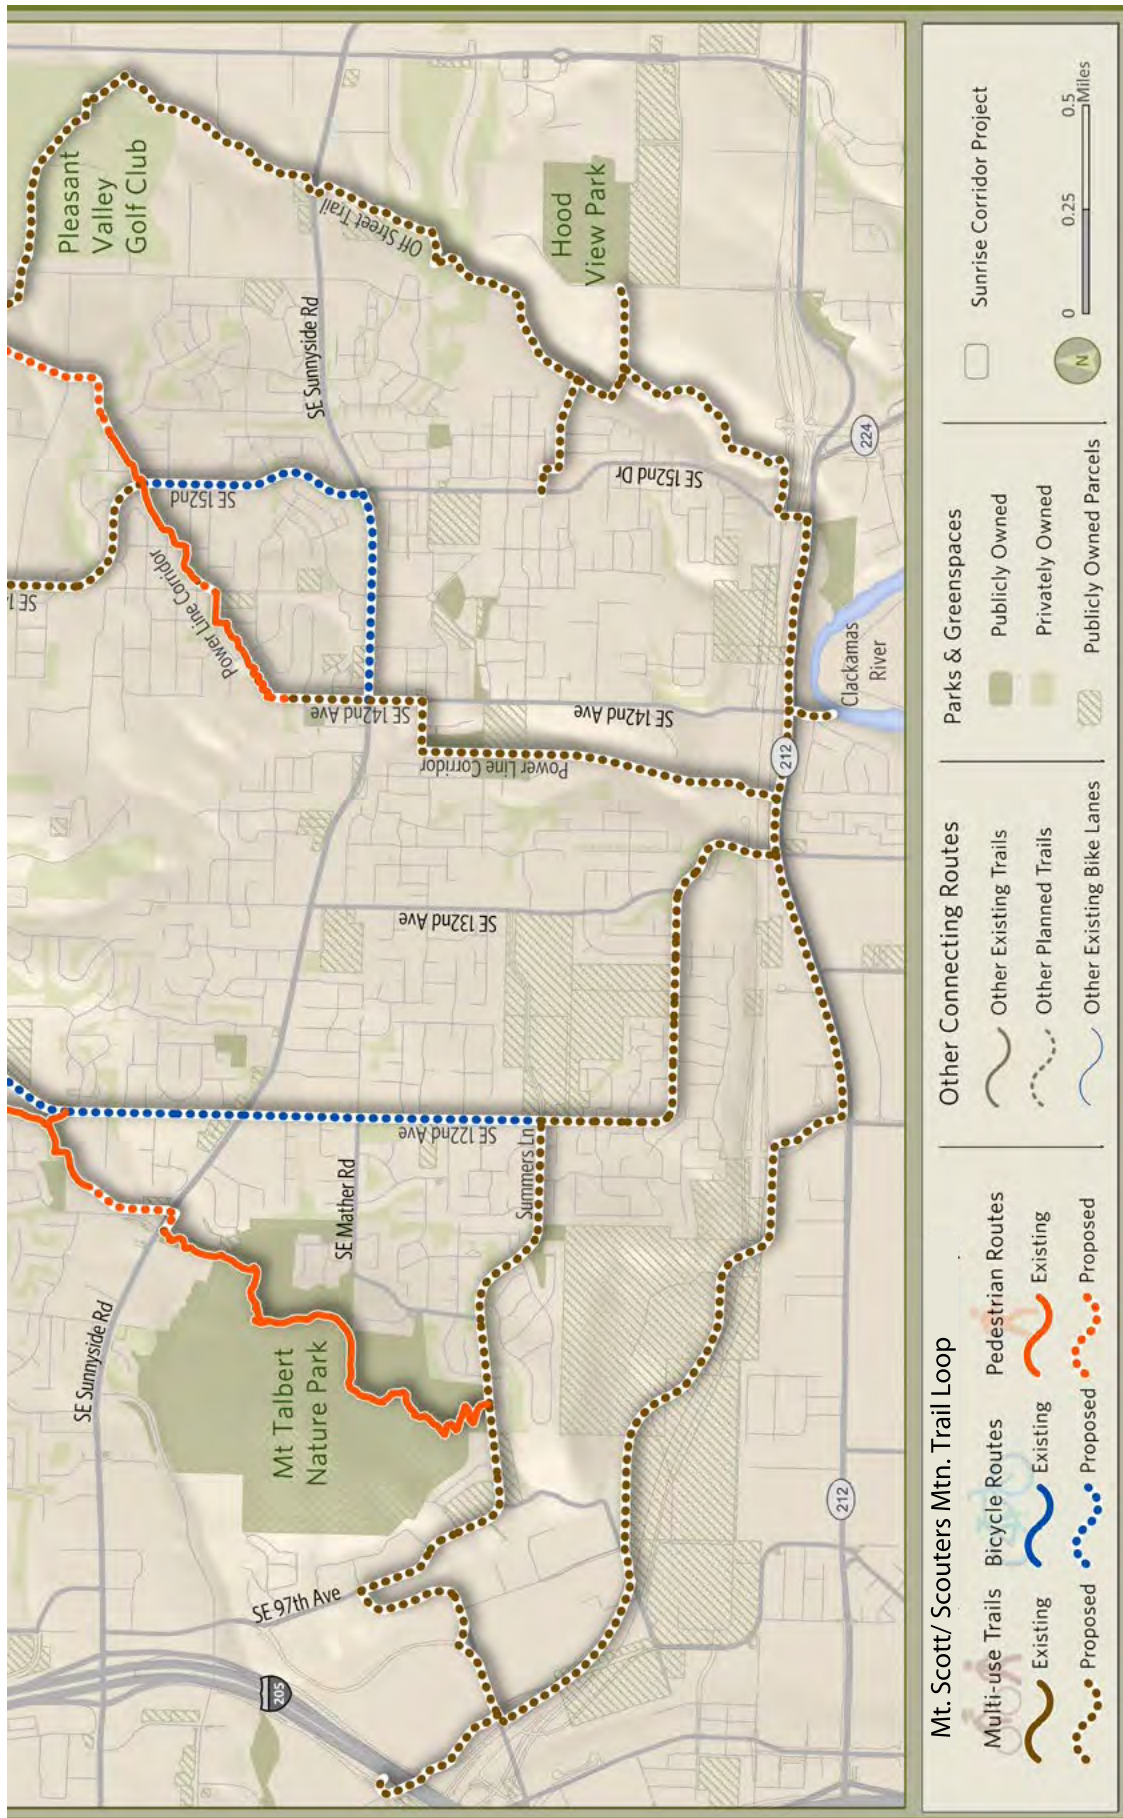 Pleasant
Valley
Golf Club
Off Street Trail
Hood
View Park
SE Sunnyside Rd
SE 152nd
SE 152nd Dr
224
SE 14
Power Line Corridor
SE 142nd Ave
SE 142nd Ave
Power Line Corridor
Clackamas
River
212
SE 132nd Ave
SE 122nd Ave
Summers Ln
SE Mather Rd
SE Sunnyside Rd
Mt Talbert
Nature Park
SE 97th Ave
205
212
Mt. Scott/ Scouters Mtn. Trail Loop
Multi-use Trails
Existing
Proposed
Bicycle Routes
Existing
Proposed
Pedestrian Routes
Existing
Proposed
Other Connecting Routes
Other Existing Trails
Other Planned Trails
Other Existing Bike Lanes
Parks & Greenspaces
Publicly Owned
Privately Owned
Publicly Owned Parcels
Sunrise Corridor Project
N
0 0.25 0.5
Miles